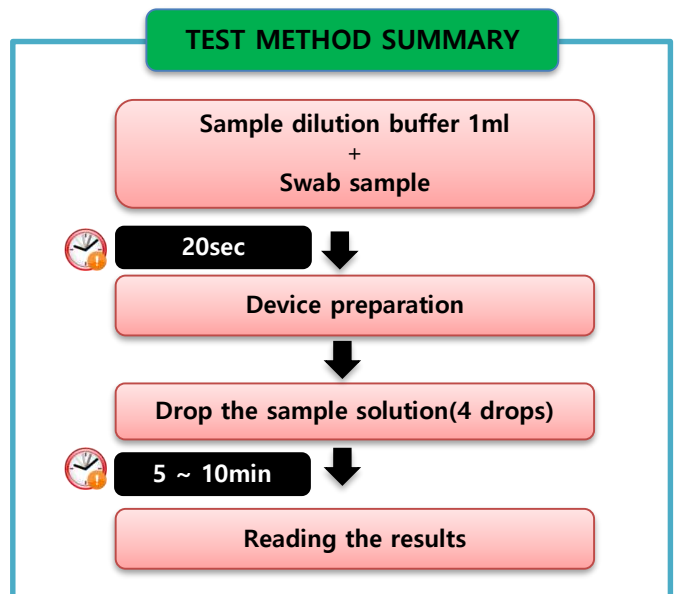 TEST METHOD SUMMARY
Sample dilution buffer 1ml
+
Swab sample
20sec
Device preparation
Drop the sample solution(4 drops)
5 ~ 10min
Reading the results